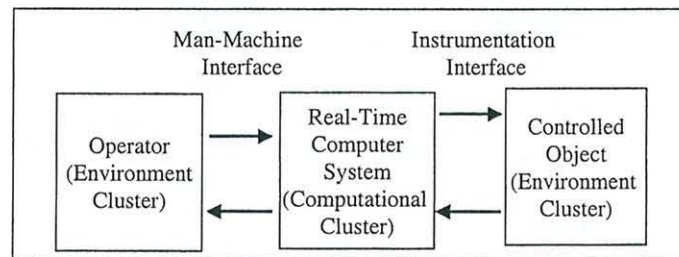 Man-Machine
Interface
Instrumentation
Interface
Operator
(Environment
Cluster)
Real-Time
Computer
System
(Computational
Cluster)
Controlled
Object
(Environment
Cluster)